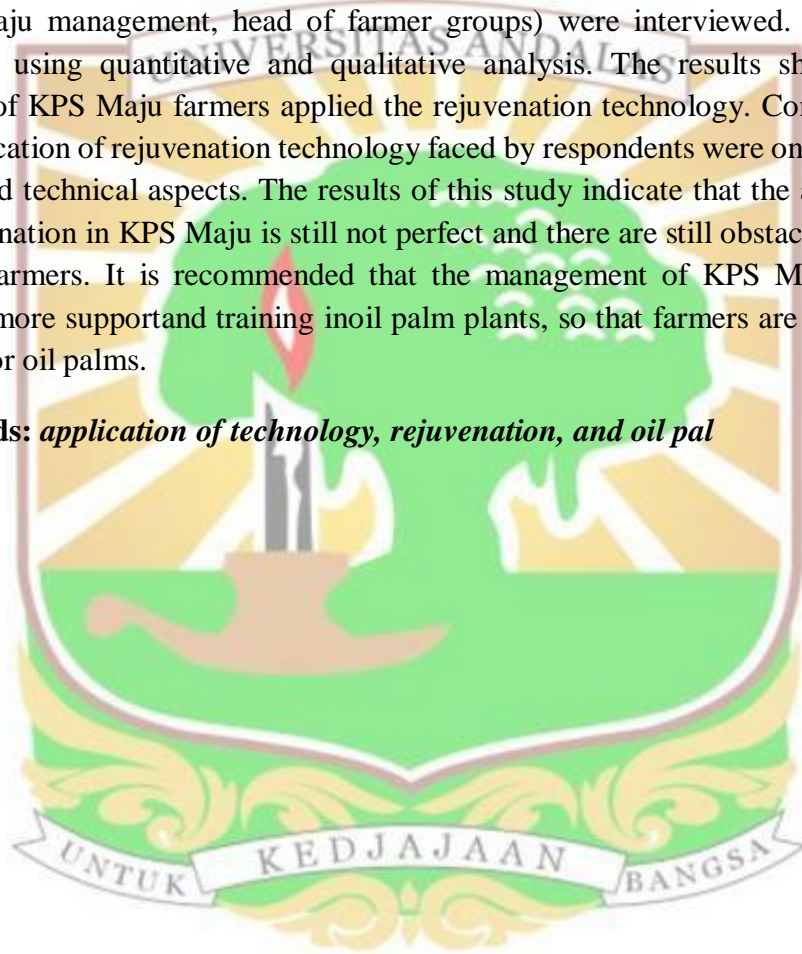 aju management, head of farmer groups) were interviewed.
UNIVERSITAS ANDALAS
using quantitative and qualitative analysis. The results sh
of KPS Maju farmers applied the rejuvenation technology. Co
cation of rejuvenation technology faced by respondents were on
d technical aspects. The results of this study indicate that the a
nation in KPS Maju is still not perfect and there are still obstac
armers. It is recommended that the management of KPS M
more supportand training inoil palm plants, so that farmers are
or oil palms.
ds: application of technology, rejuvenation, and oil pal
UNTUK KEDJAJAAN BANGSA